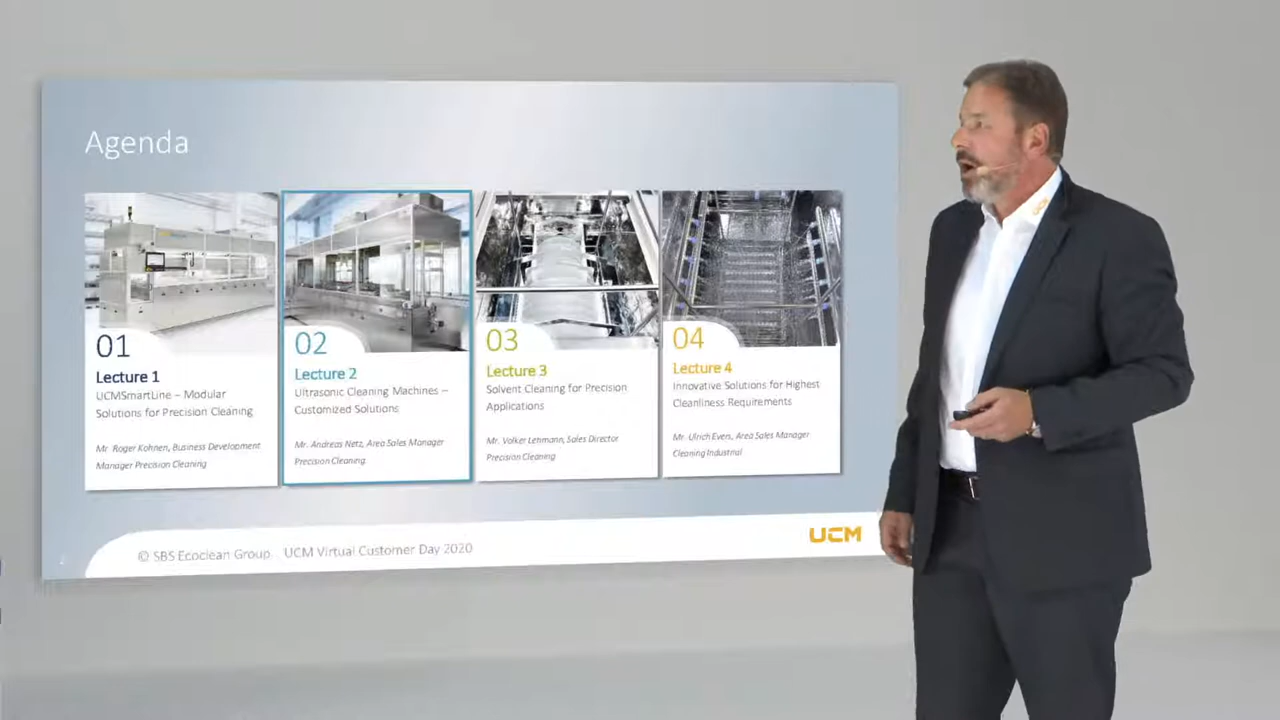 Agenda
01
Lecture 1
UCMSmartLine – Modular
Solutions for Precision Cleaning
Mr Roger Kohnen, Business Development
Manager Precision Cleaning
02
Lecture 2
Ultrasonic Cleaning Machines –
Customized Solutions
Mr. Andreas Netz, Area Sales Manager
Precision Cleaning
03
Lecture 3
Solvent Cleaning for Precision
Applications
Mr. Volker Lehmann, Sales Director
Precision Cleaning
04
Lecture 4
Innovative Solutions for Highest
Cleanliness Requirements
Mr. Ulrich Even, Area Sales Manager
Cleaning Industrial
© SBS Ecoclean Group . UCM Virtual Customer Day 2020
UCM
UCM